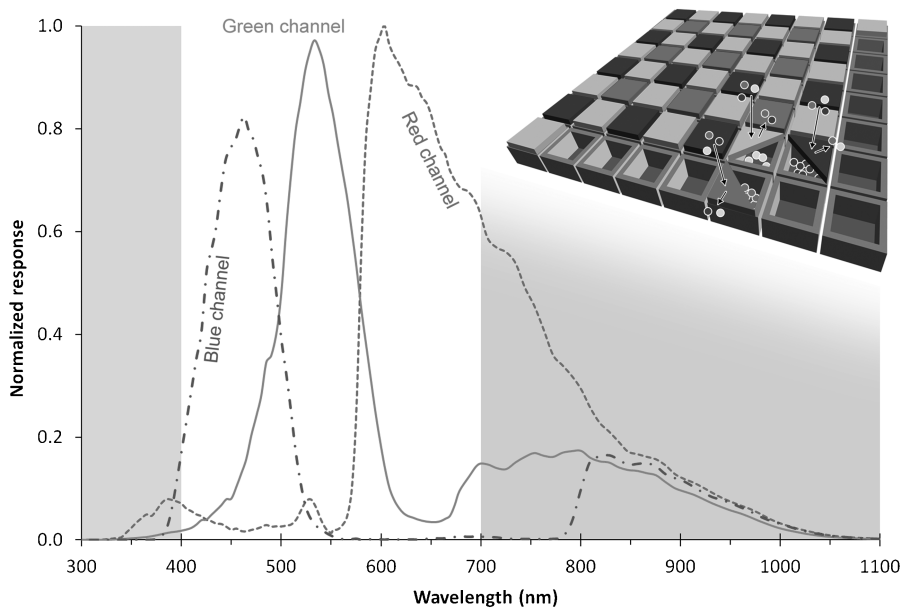 Green channel
Red channel
Blue channel
Normalized response
1.0
0.8
0.6
0.4
0.2
0.0
300 400 500 600 700 800 900 1000 1100
Wavelength (nm)